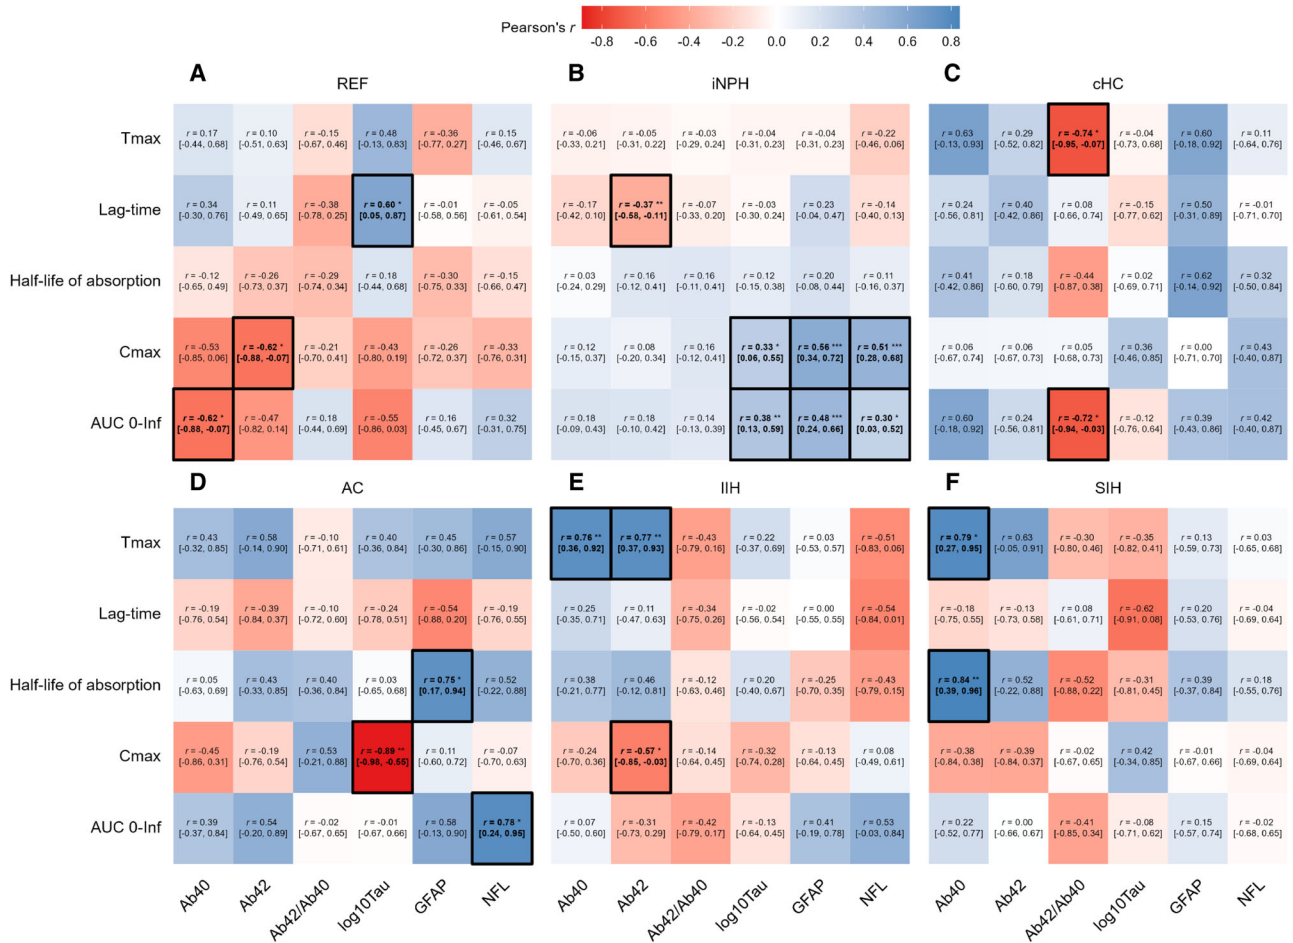 Pearson's r
-0.8 -0.6 -0.4 -0.2 0.0 0.2 0.4 0.6 0.8
A REF B iNPH C cHC
Tmax
r = 0.17 r = 0.10 r = -0.15 r = 0.48 r = -0.36 r = 0.15 r = -0.06 r = -0.05 r = -0.03 r = -0.04 r = -0.04 r = -0.22 r = 0.63 r = 0.29 r = -0.74 * r = -0.04 r = 0.60 r = 0.11
[-0.44, 0.68] [-0.51, 0.63] [-0.67, 0.46] [-0.13, 0.83] [-0.77, 0.27] [-0.46, 0.67] [-0.33, 0.21] [-0.31, 0.22] [-0.29, 0.24] [-0.31, 0.23] [-0.31, 0.23] [-0.46, 0.06] [-0.13, 0.93] [-0.52, 0.82] [-0.95, -0.07] [-0.73, 0.68] [-0.18, 0.92] [-0.64, 0.76]
Lag-time
r = 0.34 r = 0.11 r = -0.38 r = 0.60 * r = -0.01 r = -0.05 r = -0.17 r = -0.37 ** r = -0.07 r = -0.03 r = 0.23 r = -0.14 r = 0.24 r = 0.40 r = 0.08 r = -0.15 r = 0.50 r = -0.01
[-0.30, 0.76] [-0.49, 0.65] [-0.78, 0.25] [0.05, 0.87] [-0.58, 0.56] [-0.61, 0.54] [-0.42, 0.10] [-0.58, -0.11] [-0.33, 0.20] [-0.30, 0.24] [-0.04, 0.47] [-0.40, 0.13] [-0.56, 0.81] [-0.42, 0.86] [-0.66, 0.74] [-0.77, 0.62] [-0.31, 0.89] [-0.71, 0.70]
Half-life of absorption
r = -0.12 r = -0.26 r = -0.29 r = 0.18 r = -0.30 r = -0.15 r = 0.03 r = 0.16 r = 0.16 r = 0.12 r = 0.20 r = 0.11 r = 0.41 r = 0.18 r = -0.44 r = 0.02 r = 0.62 r = 0.32
[-0.65, 0.49] [-0.73, 0.37] [-0.74, 0.34] [-0.44, 0.68] [-0.75, 0.33] [-0.66, 0.47] [-0.24, 0.29] [-0.12, 0.41] [-0.11, 0.41] [-0.15, 0.38] [-0.08, 0.44] [-0.16, 0.37] [-0.42, 0.86] [-0.60, 0.79] [-0.87, 0.38] [-0.69, 0.71] [-0.14, 0.92] [-0.50, 0.84]
Cmax
r = -0.53 r = -0.62 * r = -0.21 r = -0.43 r = -0.26 r = -0.33 r = 0.12 r = 0.08 r = 0.16 r = 0.33 * r = 0.56 *** r = 0.51 *** r = 0.06 r = 0.06 r = 0.05 r = 0.36 r = 0.00 r = 0.43
[-0.85, 0.06] [-0.88, -0.07] [-0.70, 0.41] [-0.80, 0.19] [-0.72, 0.37] [-0.76, 0.31] [-0.15, 0.37] [-0.20, 0.34] [-0.12, 0.41] [0.06, 0.55] [0.34, 0.72] [0.28, 0.68] [-0.67, 0.74] [-0.67, 0.73] [-0.68, 0.73] [-0.46, 0.85] [-0.71, 0.70] [-0.40, 0.87]
AUC 0-Inf
r = -0.62 * r = -0.47 r = 0.18 r = -0.55 r = 0.16 r = 0.32 r = 0.18 r = 0.18 r = 0.14 r = 0.38 ** r = 0.48 *** r = 0.30 * r = 0.60 r = 0.24 r = -0.72 * r = -0.12 r = 0.39 r = 0.42
[-0.88, -0.07] [-0.82, 0.14] [-0.44, 0.69] [-0.86, 0.03] [-0.45, 0.67] [-0.31, 0.75] [-0.09, 0.43] [-0.10, 0.42] [-0.13, 0.39] [0.13, 0.59] [0.24, 0.66] [0.03, 0.52] [-0.18, 0.92] [-0.56, 0.81] [-0.94, -0.03] [-0.76, 0.64] [-0.43, 0.86] [-0.40, 0.87]
D AC E IIH F SIH
Tmax
r = 0.43 r = 0.58 r = -0.10 r = 0.40 r = 0.45 r = 0.57 r = 0.76 ** r = 0.77 ** r = -0.43 r = 0.22 r = 0.03 r = -0.51 r = 0.79 * r = 0.63 r = -0.30 r = -0.35 r = 0.13 r = 0.03
[-0.32, 0.85] [-0.14, 0.90] [-0.71, 0.61] [-0.36, 0.84] [-0.30, 0.86] [-0.15, 0.90] [0.36, 0.92] [0.37, 0.93] [-0.79, 0.16] [-0.37, 0.69] [-0.53, 0.57] [-0.83, 0.06] [0.27, 0.95] [-0.05, 0.91] [-0.80, 0.46] [-0.82, 0.41] [-0.59, 0.73] [-0.65, 0.68]
Lag-time
r = -0.19 r = -0.39 r = -0.10 r = -0.24 r = -0.54 r = -0.19 r = 0.25 r = 0.11 r = -0.34 r = -0.02 r = 0.00 r = -0.54 r = -0.18 r = -0.13 r = 0.08 r = -0.62 r = 0.20 r = -0.04
[-0.76, 0.54] [-0.84, 0.37] [-0.72, 0.60] [-0.78, 0.51] [-0.88, 0.20] [-0.76, 0.55] [-0.35, 0.71] [-0.47, 0.63] [-0.75, 0.26] [-0.56, 0.54] [-0.55, 0.55] [-0.84, 0.01] [-0.75, 0.55] [-0.73, 0.58] [-0.61, 0.71] [-0.91, 0.08] [-0.53, 0.76] [-0.69, 0.64]
Half-life of absorption
r = 0.05 r = 0.43 r = 0.40 r = 0.03 r = 0.75 * r = 0.52 r = 0.38 r = 0.46 r = -0.12 r = 0.20 r = -0.25 r = -0.43 r = 0.84 ** r = 0.52 r = -0.52 r = -0.31 r = 0.39 r = 0.18
[-0.63, 0.69] [-0.33, 0.85] [-0.36, 0.84] [-0.65, 0.68] [0.17, 0.94] [-0.22, 0.88] [-0.21, 0.77] [-0.12, 0.81] [-0.63, 0.46] [-0.40, 0.67] [-0.70, 0.35] [-0.79, 0.15] [0.39, 0.96] [-0.22, 0.88] [-0.88, 0.22] [-0.81, 0.45] [-0.37, 0.84] [-0.55, 0.76]
Cmax
r = -0.45 r = -0.19 r = 0.53 r = -0.89 ** r = 0.11 r = -0.07 r = -0.24 r = -0.57 * r = -0.14 r = -0.32 r = -0.13 r = 0.08 r = -0.38 r = -0.39 r = -0.02 r = 0.42 r = -0.01 r = -0.04
[-0.86, 0.31] [-0.76, 0.54] [-0.21, 0.88] [-0.98, -0.55] [-0.60, 0.72] [-0.70, 0.63] [-0.70, 0.36] [-0.85, -0.03] [-0.64, 0.45] [-0.74, 0.28] [-0.64, 0.45] [-0.49, 0.61] [-0.84, 0.38] [-0.84, 0.37] [-0.67, 0.65] [-0.34, 0.85] [-0.67, 0.66] [-0.69, 0.64]
AUC 0-Inf
r = 0.39 r = 0.54 r = -0.02 r = -0.01 r = 0.58 r = 0.78 * r = 0.07 r = -0.31 r = -0.42 r = -0.13 r = 0.41 r = 0.53 r = 0.22 r = 0.00 r = -0.41 r = -0.08 r = 0.15 r = -0.02
[-0.37, 0.84] [-0.20, 0.89] [-0.67, 0.65] [-0.67, 0.66] [-0.13, 0.90] [0.24, 0.95] [-0.50, 0.60] [-0.73, 0.29] [-0.79, 0.17] [-0.64, 0.45] [-0.19, 0.78] [-0.03, 0.84] [-0.52, 0.77] [-0.66, 0.67] [-0.85, 0.34] [-0.71, 0.62] [-0.57, 0.74] [-0.68, 0.65]
Ab40 Ab42 Ab42/Ab40 log10Tau GFAP NFL Ab40 Ab42 Ab42/Ab40 log10Tau GFAP NFL Ab40 Ab42 Ab42/Ab40 log10Tau GFAP NFL